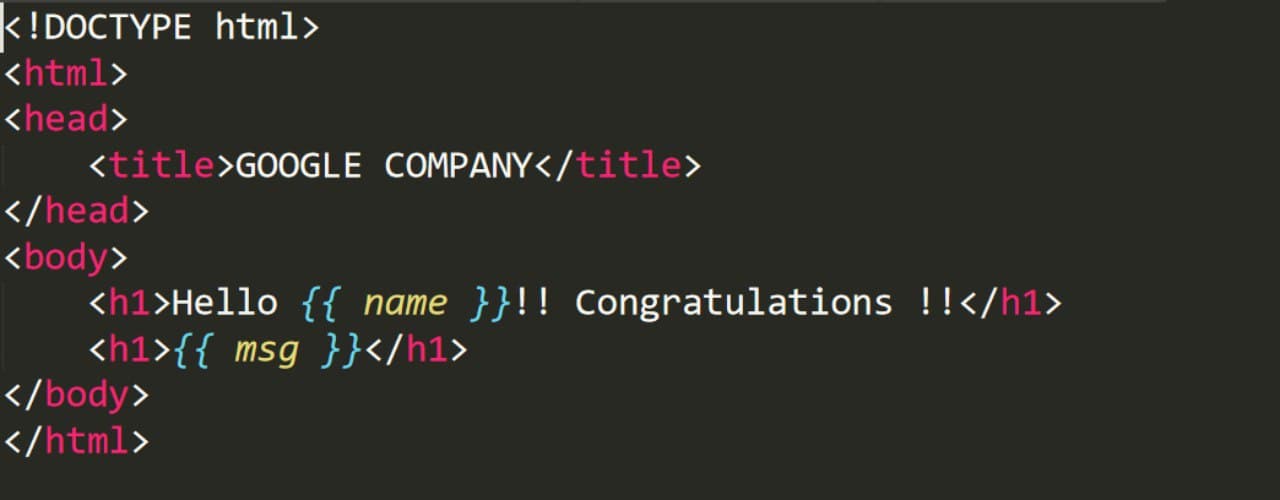 <!DOCTYPE html>
<html>
<head>
    <title>GOOGLE COMPANY</title>
</head>
<body>
    <h1>Hello {{ name }}!! Congratulations !!</h1>
    <h1>{{ msg }}</h1>
</body>
</html>